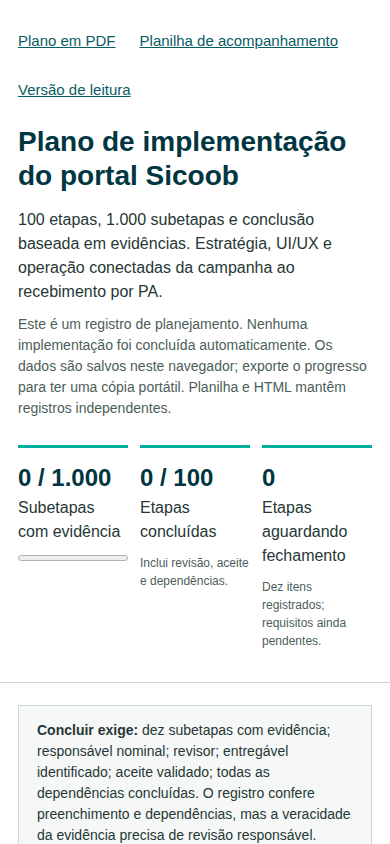 Plano em PDF Planilha de acompanhamento
Versão de leitura
Plano de implementação
do portal Sicoob
100 etapas, 1.000 subetapas e conclusão
baseada em evidências. Estratégia, UI/UX e
operação conectadas da campanha ao
recebimento por PA.
Este é um registro de planejamento. Nenhuma
implementação foi concluída automaticamente. Os
dados são salvos neste navegador; exporte o progresso
para ter uma cópia portátil. Planilha e HTML mantêm
registros independentes.
0 / 1.000
Subetapas
com evidência
0 / 100
Etapas
concluídas
Inclui revisão, aceite
e dependências.
0
Etapas
aguardando
fechamento
Dez itens
registrados;
requisitos ainda
pendentes.
Concluir exige: dez subetapas com evidência;
responsável nominal; revisor; entregável
identificado; aceite validado; todas as
dependências concluídas. O registro confere
preenchimento e dependências, mas a veracidade
da evidência precisa de revisão responsável.